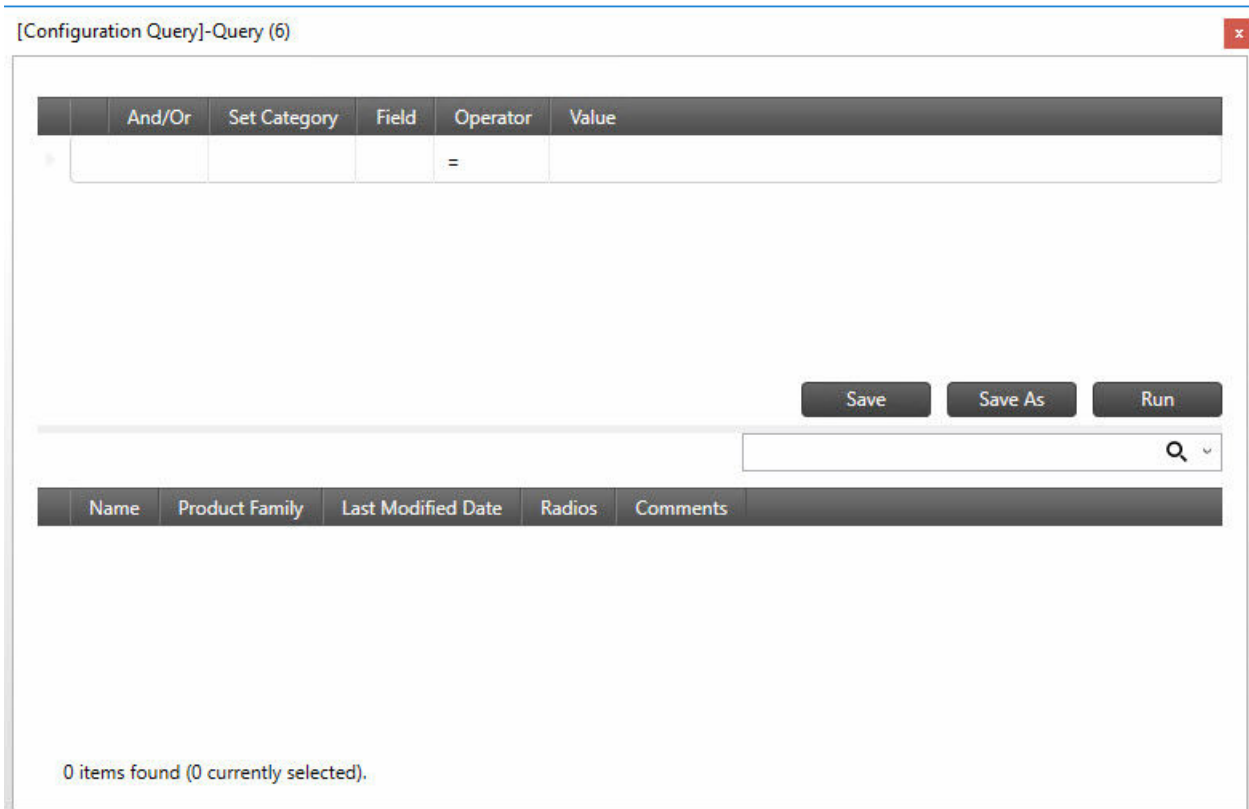 [Configuration Query]-Query (6)
x
And/Or Set Category Field Operator Value
=
Save Save As Run
Name Product Family Last Modified Date Radios Comments
0 items found (0 currently selected).